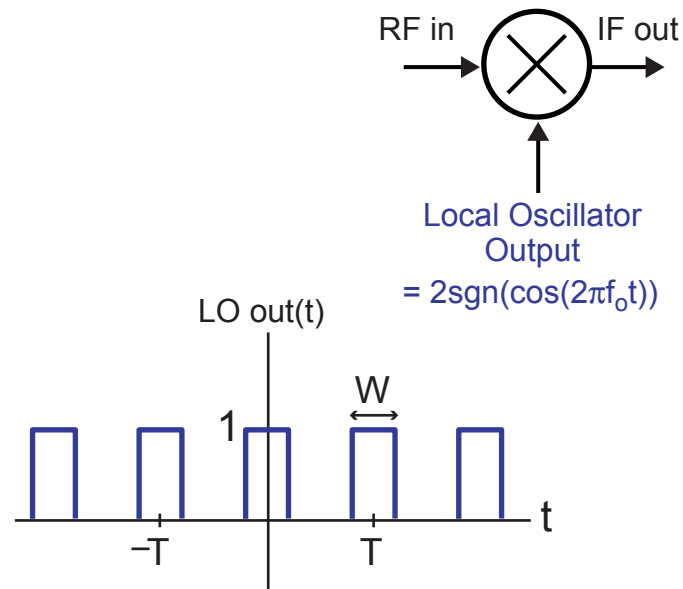 RF in
IF out
Local Oscillator
Output
= 2sgn(cos(2πfₒt))
LO out(t)
W
1
t
−T
T